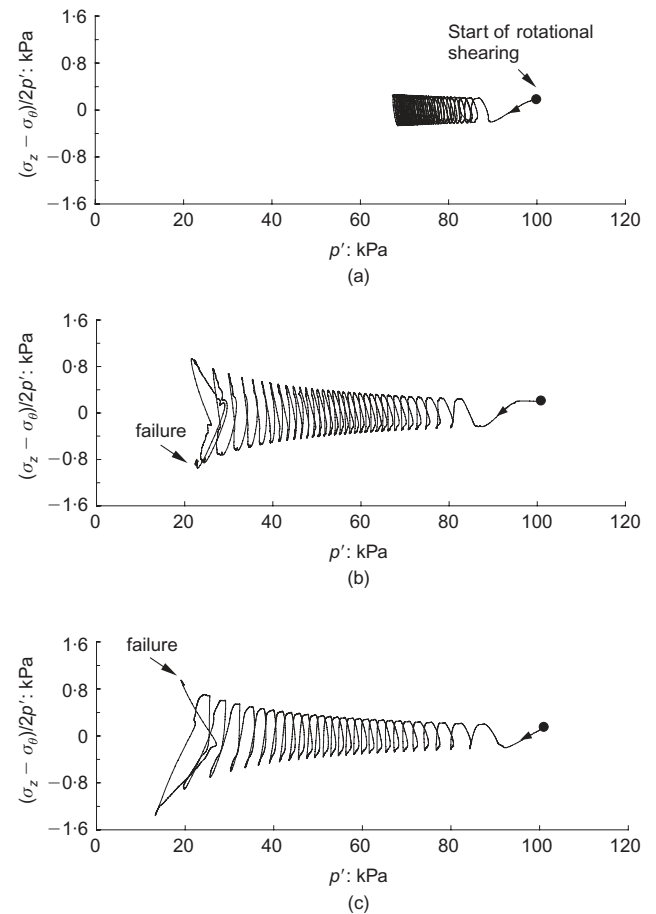 1·6
0·8
0
−0·8
−1·6
(σz − σθ)/2p′: kPa
Start of rotational
shearing
0 20 40 60 80 100 120
p′: kPa
(a)
1·6
0·8
0
−0·8
−1·6
(σz − σθ)/2p′: kPa
failure
0 20 40 60 80 100 120
p′: kPa
(b)
1·6
0·8
0
−0·8
−1·6
(σz − σθ)/2p′: kPa
failure
0 20 40 60 80 100 120
p′: kPa
(c)